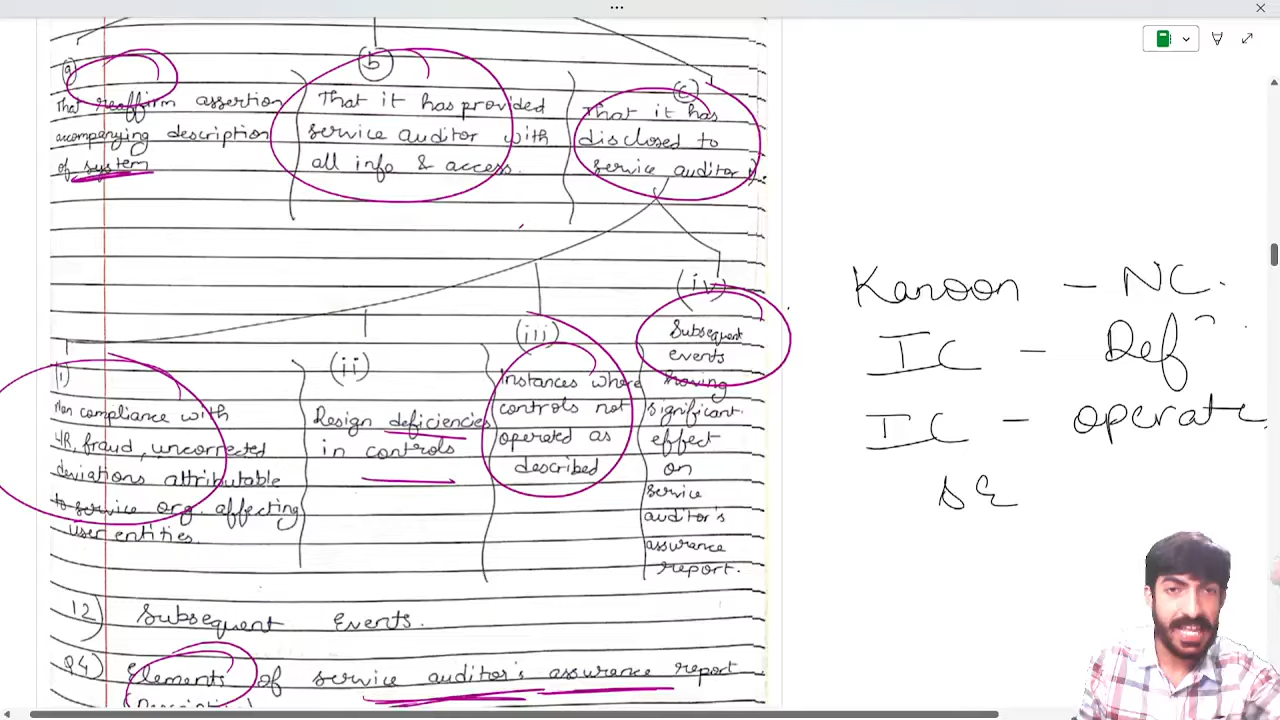 a
That reaffirm assertion
accompanying description
of system
b
That it has provided
service auditor with
all info & access.
c
That it has
disclosed to
service auditor
(i)
Non compliance with
fraud, uncorrected
deviations attributable
to service org. affecting
user entities.
(ii)
Design deficiencies
in controls
(iii)
Instances where
controls not
operated as
described
(iv)
Subsequent
events
having
significant
effect
on
service
auditor's
assurance
report.
12) Subsequent Events.
Q4) elements of service auditor's assurance report
Kanoon - NC.
IC - Def
IC - operate
SE